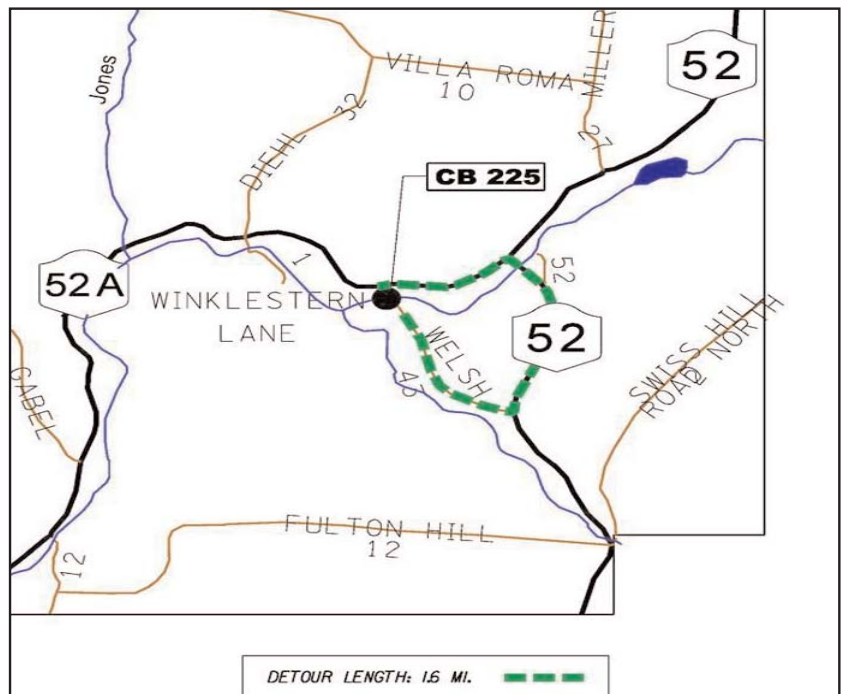 52
Jones
VILLA ROMA
10
MILLER
27
32
DIEHL
CB 225
1
52A
WINKLESTERN
LANE
52
52
WELSH
43
SWISS HILL
ROAD NORTH
2
GABEL
FULTON HILL
12
12
DETOUR LENGTH: 1.6 MI.